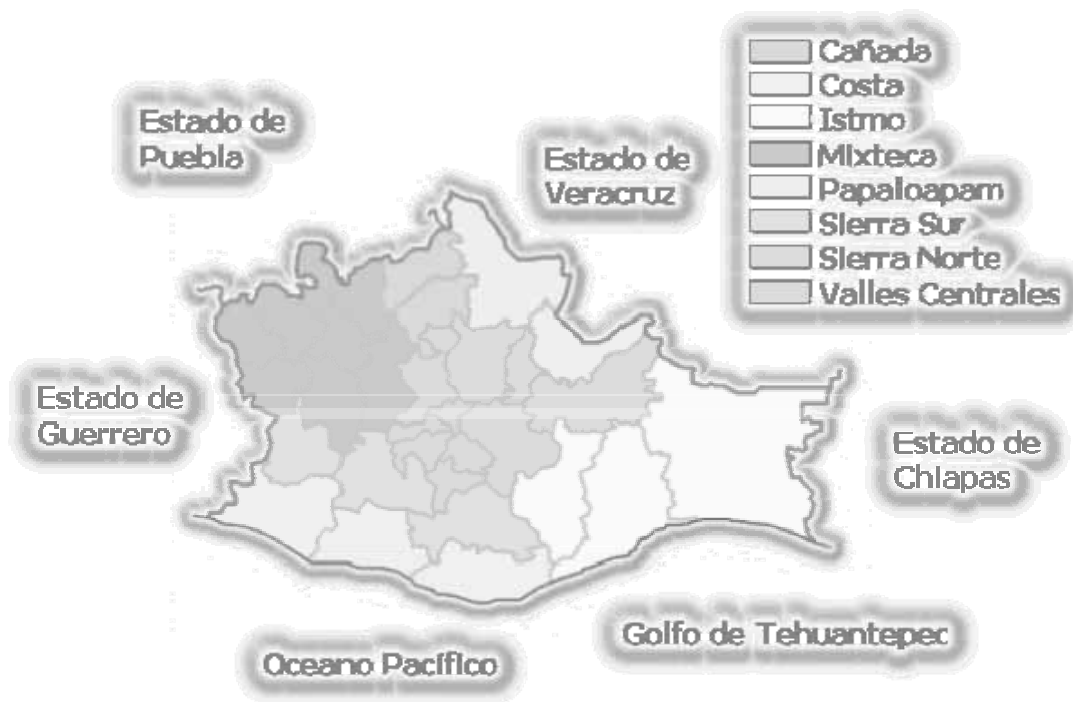 Cañada
Costa
Istmo
Mixteca
Papaloapam
Sierra Sur
Sierra Norte
Valles Centrales
Estado de
Puebla
Estado de
Veracruz
Estado de
Guerrero
Estado de
Chiapas
Golfo de Tehuantepec
Oceano Pacífico